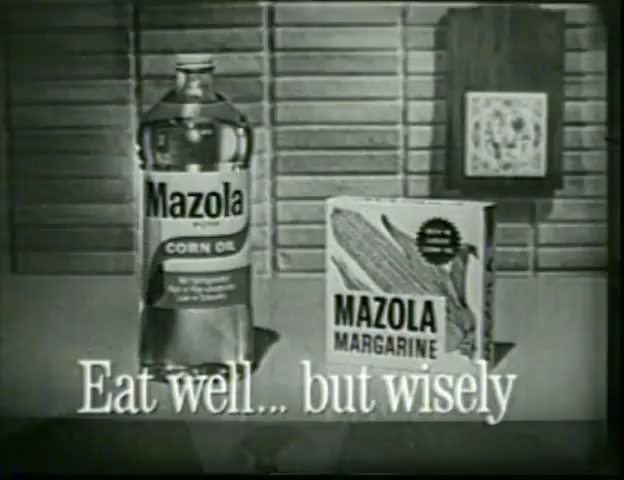 Mazola
CORN OIL
MAZOLA
MARGARINE
Eat well... but wisely